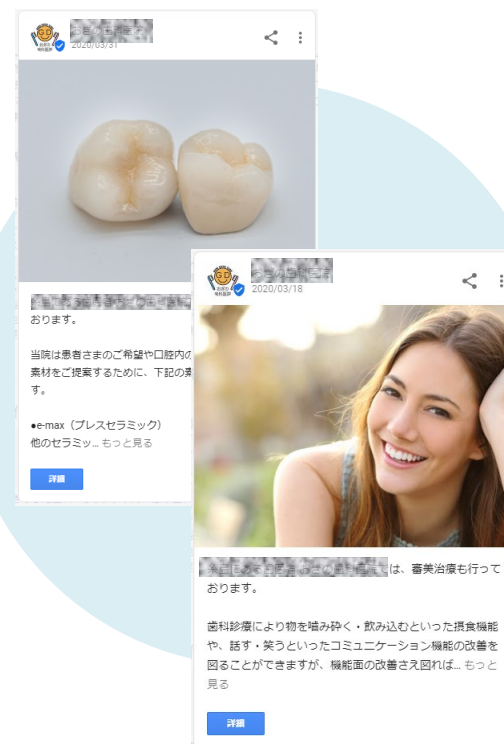 GD
2020/03/31
おります。
当院は患者さまのご希望や口腔内の
素材をご提案するために、下記の素
す。
●e-max（プレスセラミック）
他のセラミッ... もっと見る
詳細
GD
2020/03/18
は、審美治療も行って
おります。
歯科診療により物を噛み砕く・飲み込むといった摂食機能
や、話す・笑うといったコミュニケーション機能の改善を
図ることができますが、機能面の改善さえ図れば... もっと
見る
詳細